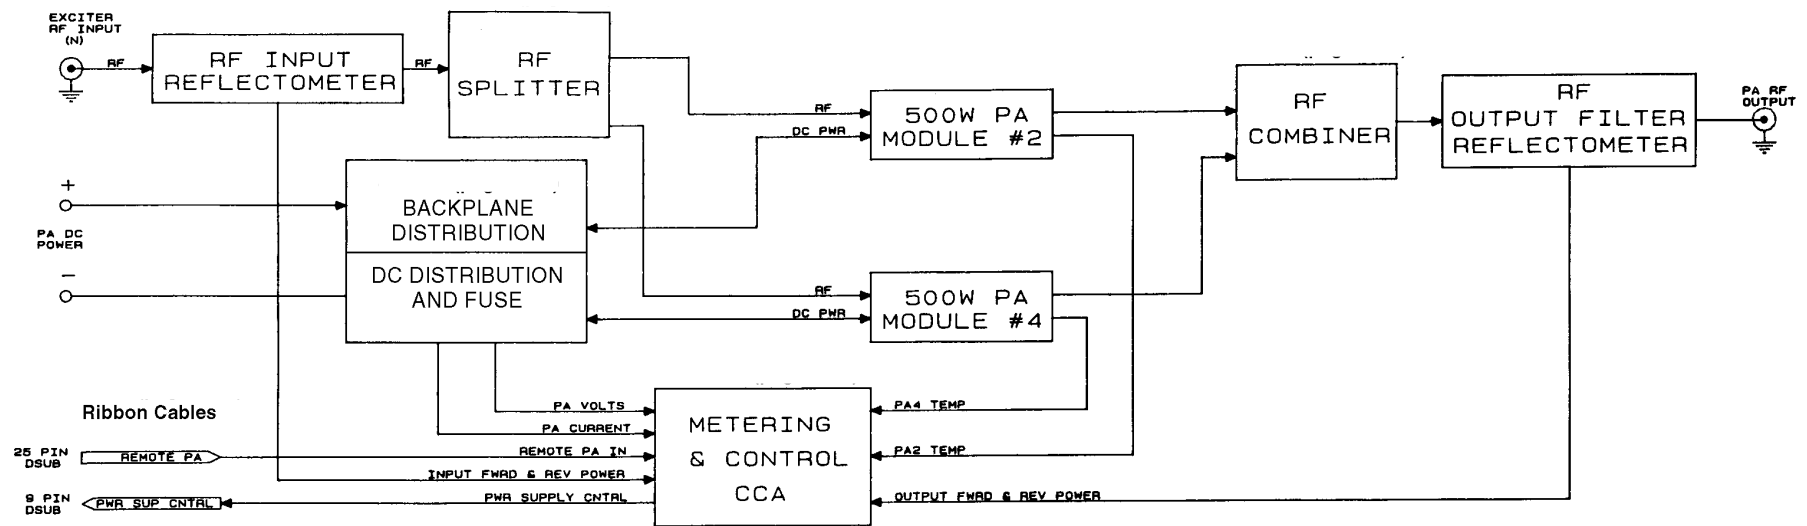 EXCITER
RF INPUT
(N)
RF
RF INPUT
REFLECTOMETER
RF
RF
SPLITTER
RF
DC PWR
500W PA
MODULE #2
RF
COMBINER
RF
OUTPUT FILTER
REFLECTOMETER
PA RF
OUTPUT
+
PA DC
POWER
−
BACKPLANE
DISTRIBUTION
DC DISTRIBUTION
AND FUSE
RF
DC PWR
500W PA
MODULE #4
Ribbon Cables
25 PIN
DSUB
REMOTE PA
9 PIN
DSUB
PWR SUP CNTRL
PA VOLTS
PA CURRENT
REMOTE PA IN
INPUT FWRD & REV POWER
PWR SUPPLY CNTRL
METERING
& CONTROL
CCA
PA4 TEMP
PA2 TEMP
OUTPUT FWRD & REV POWER